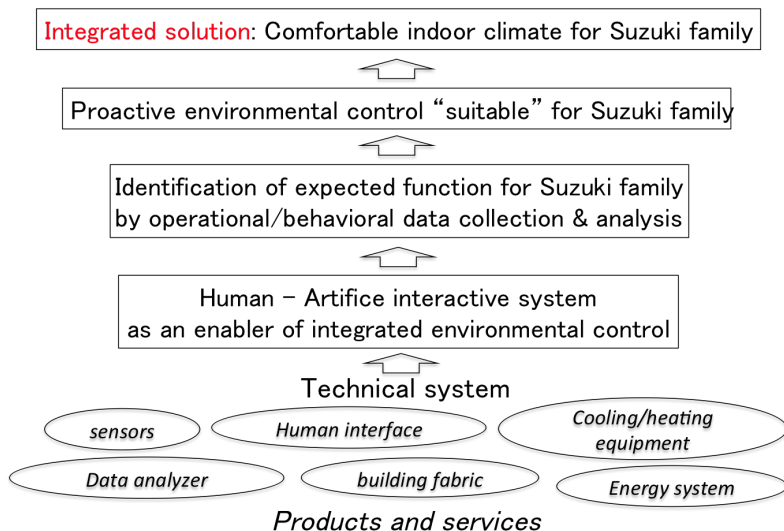 Integrated solution: Comfortable indoor climate for Suzuki family
Proactive environmental control “suitable” for Suzuki family
Identification of expected function for Suzuki family
by operational/behavioral data collection & analysis
Human – Artifice interactive system
as an enabler of integrated environmental control
Technical system
sensors
Human interface
Cooling/heating
equipment
Data analyzer
building fabric
Energy system
Products and services